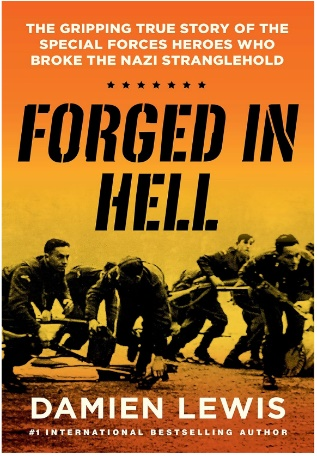 THE GRIPPING TRUE STORY OF THE
SPECIAL FORCES HEROES WHO
BROKE THE NAZI STRANGLEHOLD
FORGED IN
HELL
DAMIEN LEWIS
#1 INTERNATIONAL BESTSELLING AUTHOR